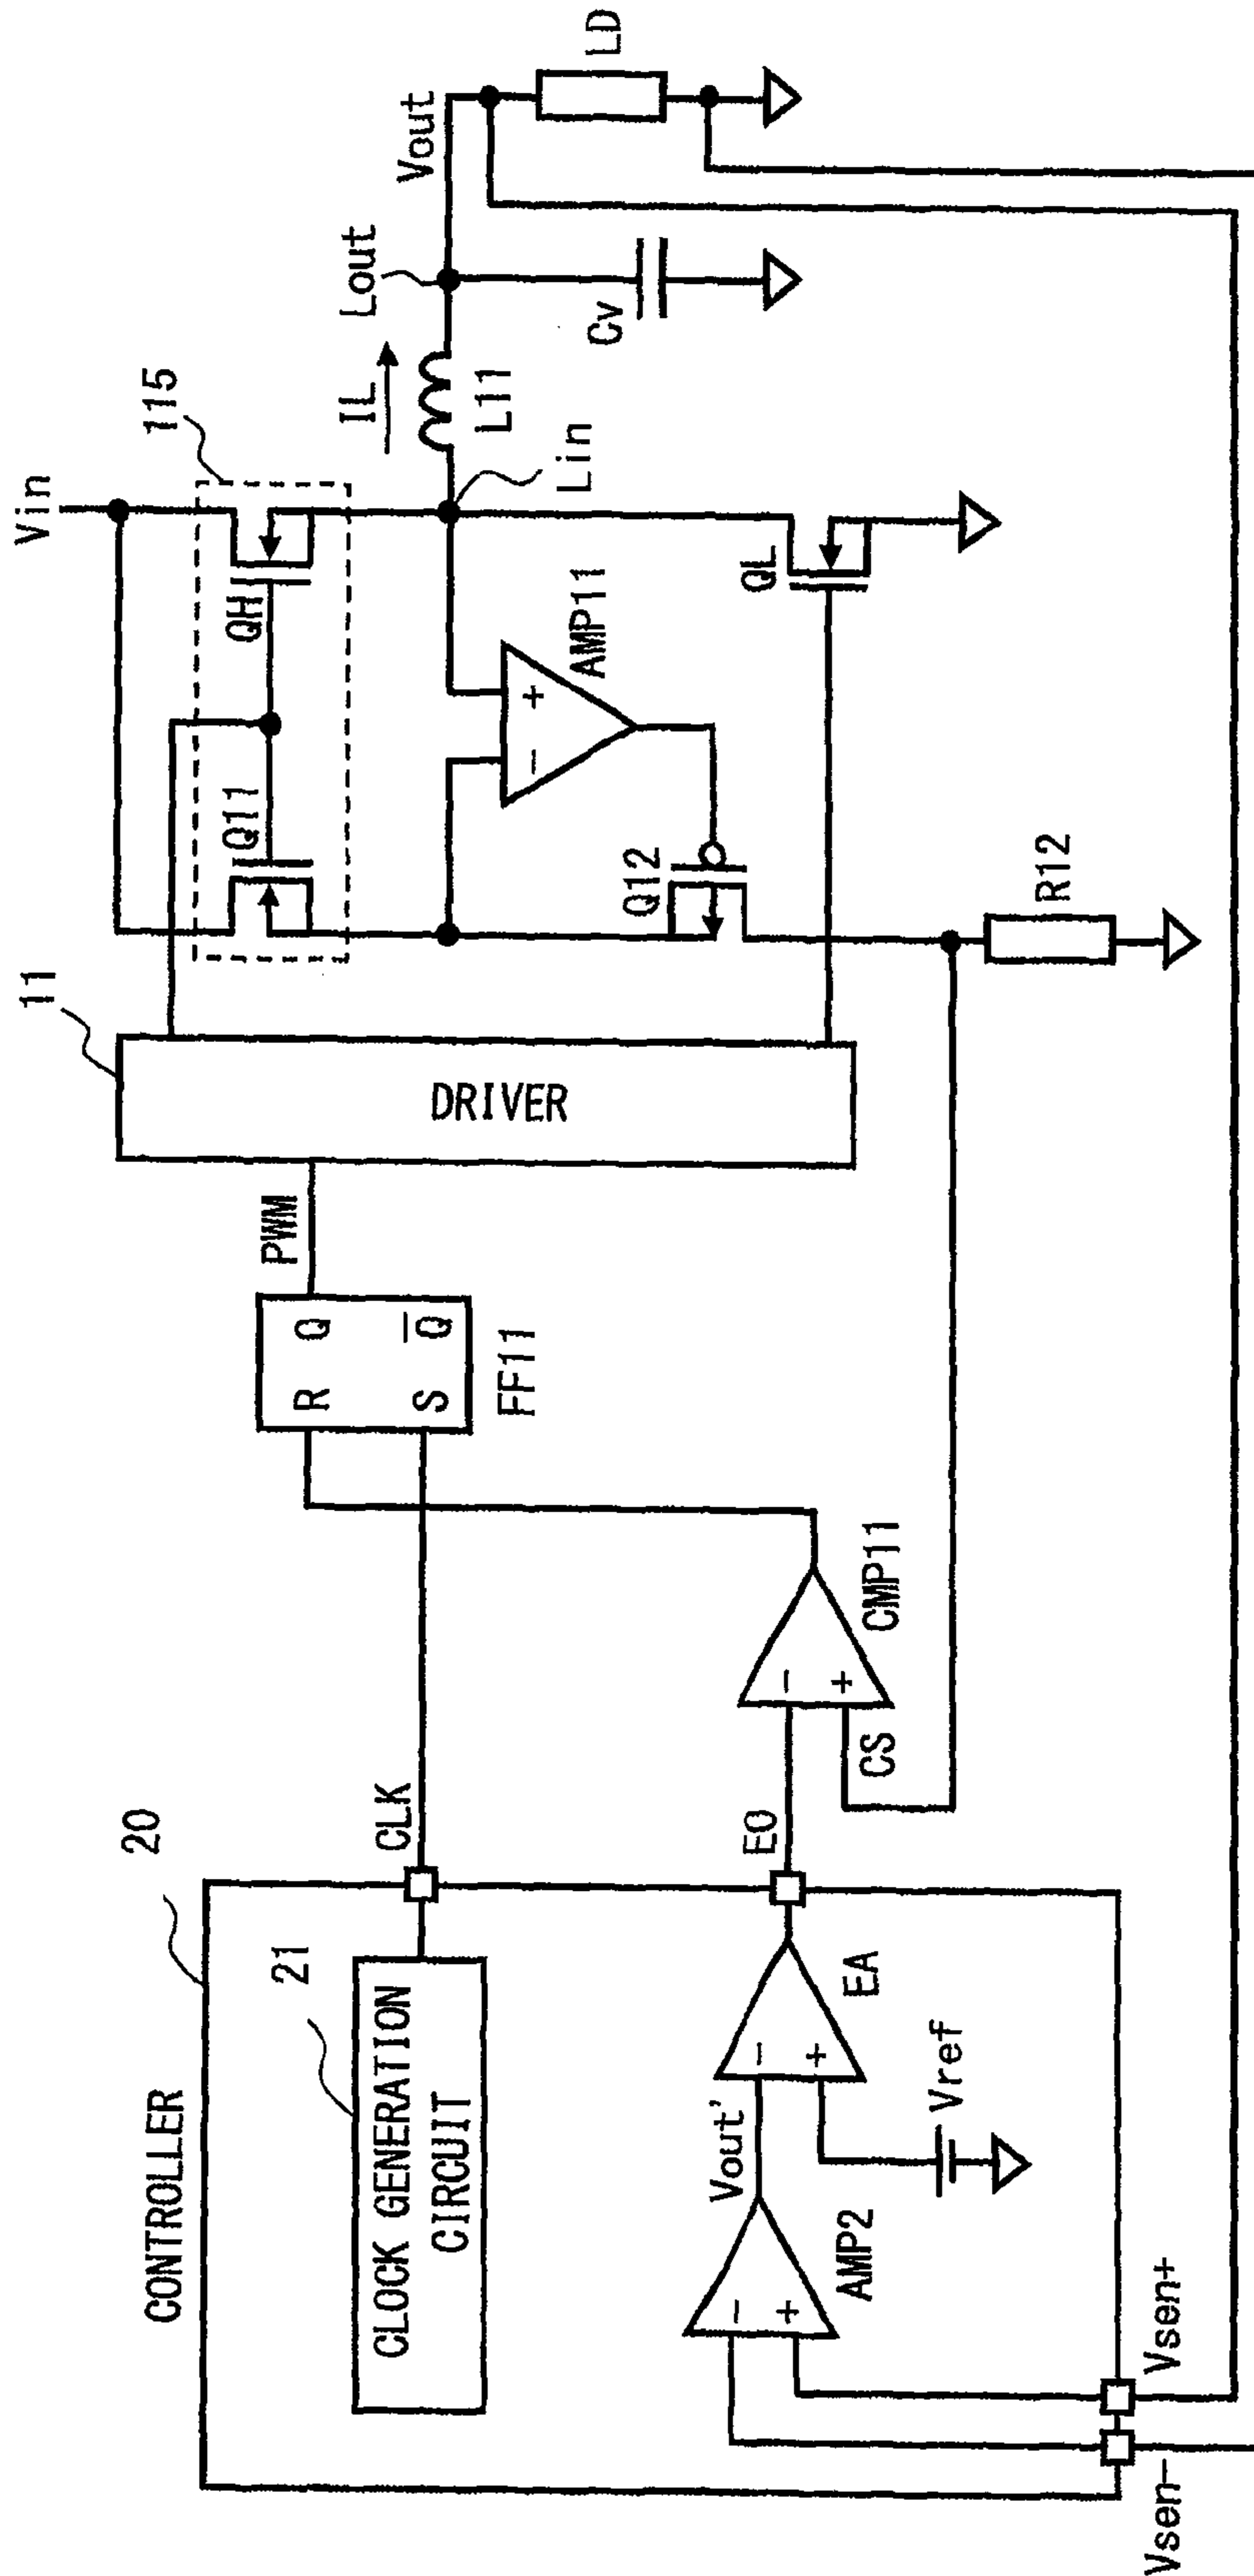 CONTROLLER
20
CLOCK GENERATION
CIRCUIT
21
CLK
R Q
S Q
FF11
PWM
11
DRIVER
Vin
115
Q11
QH
IL
L11
Lout
Vout
LD
Cv
Lin
AMP11
- +
Q12
QL
R12
Vout'
AMP2
- +
EA
- +
Vref
EO
CS
CMP11
- +
Vsen+
Vsen-